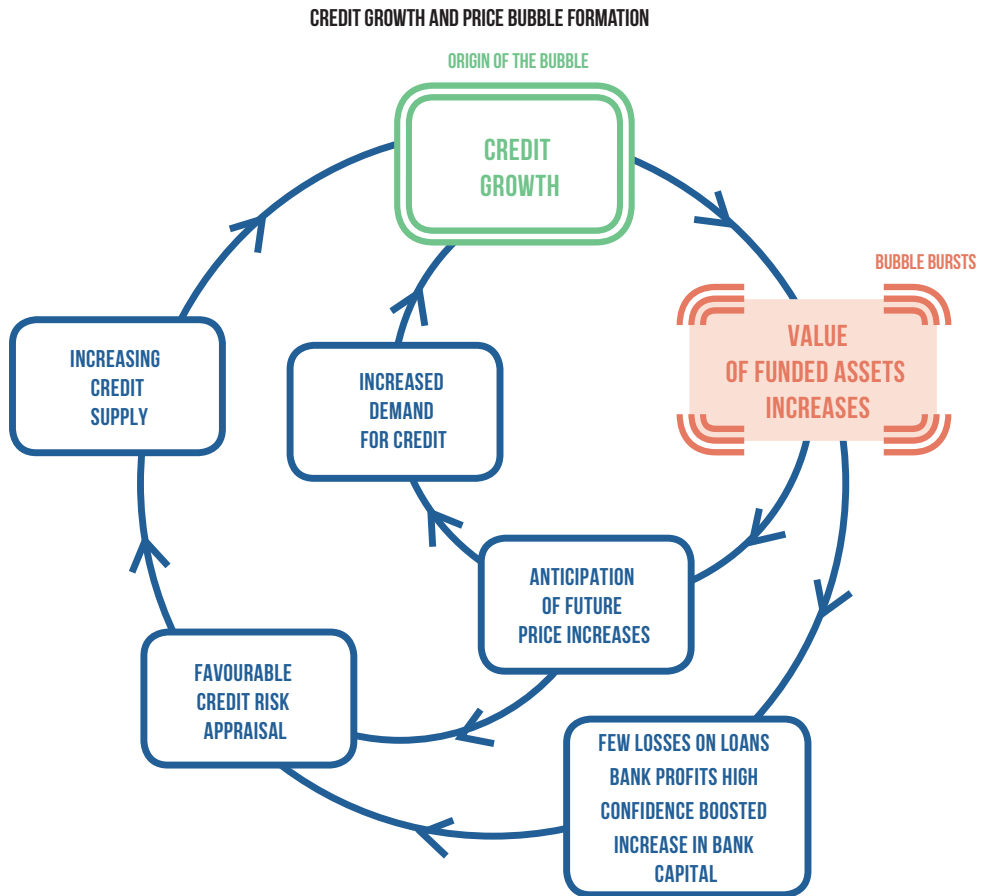 CREDIT GROWTH AND PRICE BUBBLE FORMATION
ORIGIN OF THE BUBBLE
CREDIT
GROWTH
BUBBLE BURSTS
VALUE
OF FUNDED ASSETS
INCREASES
INCREASING
CREDIT
SUPPLY
INCREASED
DEMAND
FOR CREDIT
ANTICIPATION
OF FUTURE
PRICE INCREASES
FAVOURABLE
CREDIT RISK
APPRAISAL
FEW LOSSES ON LOANS
BANK PROFITS HIGH
CONFIDENCE BOOSTED
INCREASE IN BANK
CAPITAL